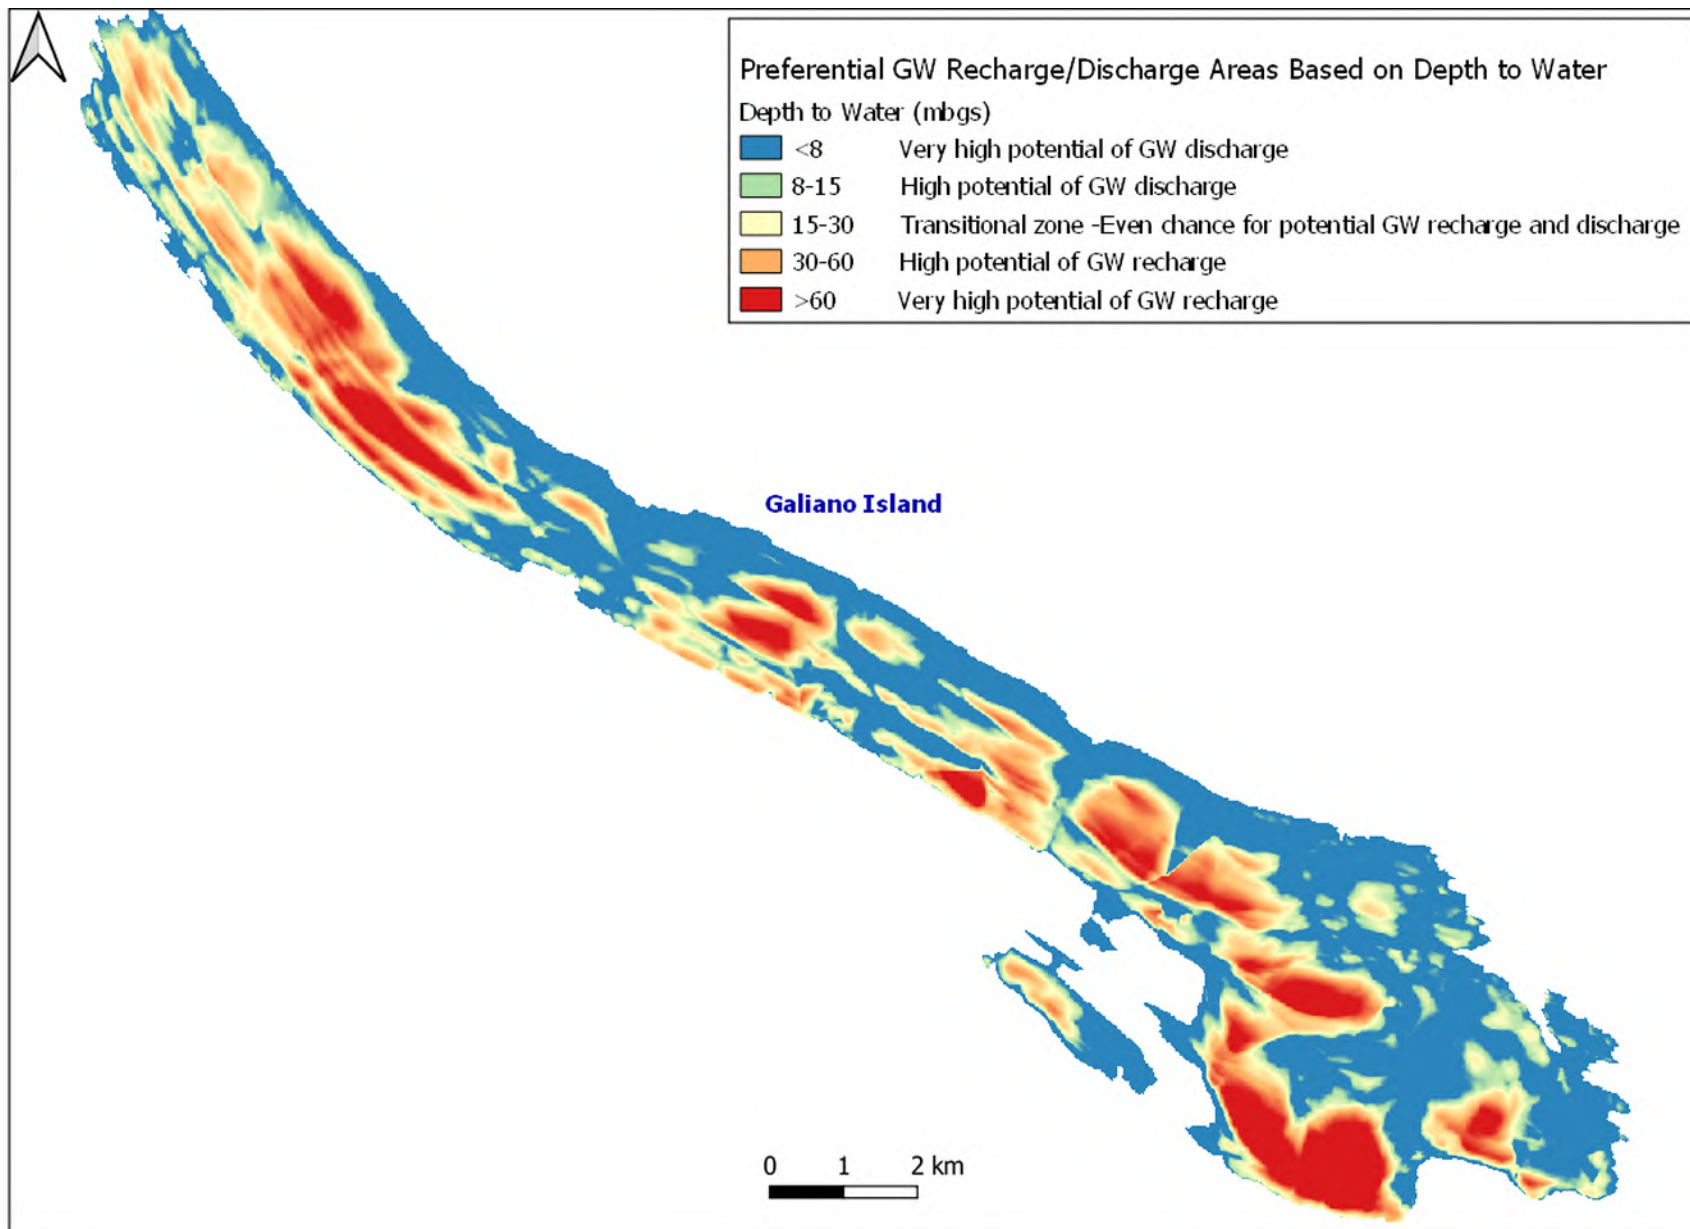 Preferential GW Recharge/Discharge Areas Based on Depth to Water
Depth to Water (mbgs)
<8 Very high potential of GW discharge
8-15 High potential of GW discharge
15-30 Transitional zone -Even chance for potential GW recharge and discharge
30-60 High potential of GW recharge
>60 Very high potential of GW recharge
Galiano Island
0 1 2 km